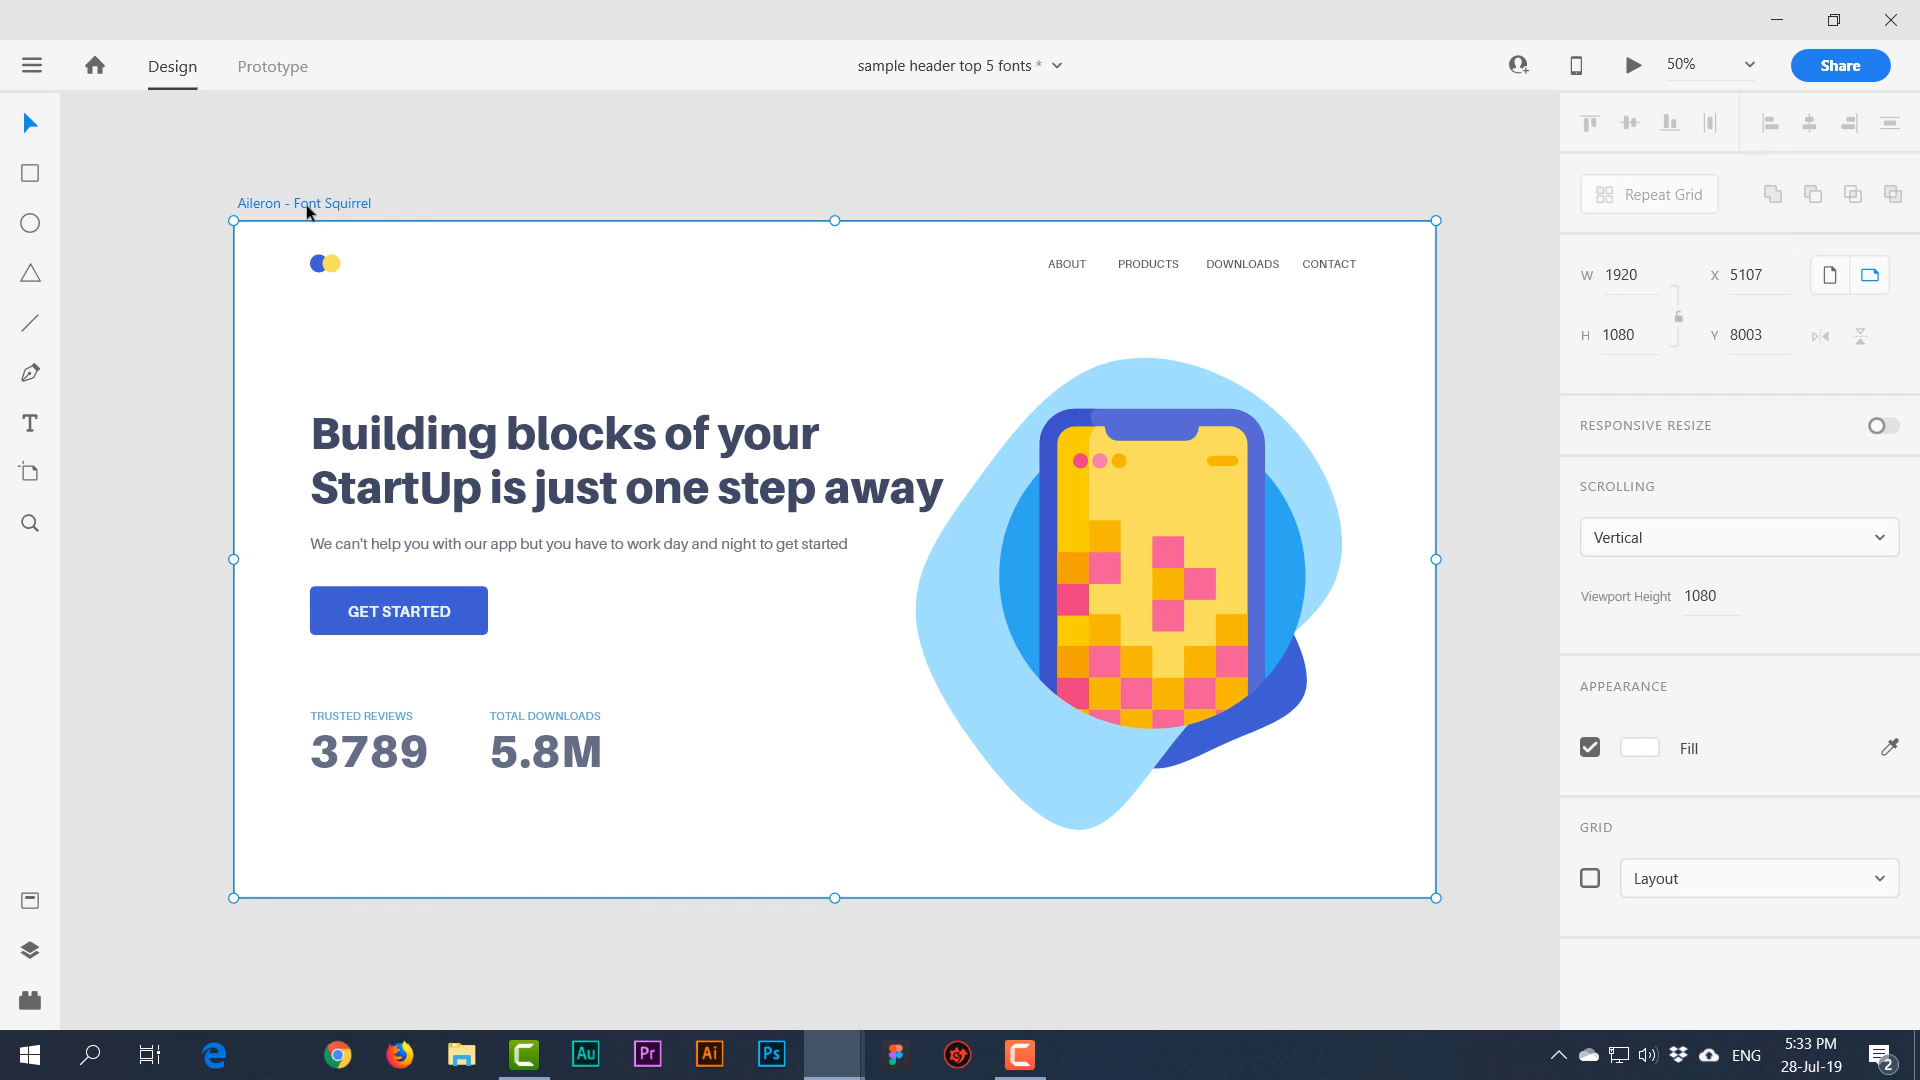 Design
Prototype
sample header top 5 fonts *
50%
Share
Aileron - Font Squirrel
ABOUT
PRODUCTS
DOWNLOADS
CONTACT
Building blocks of your
StartUp is just one step away
We can't help you with our app but you have to work day and night to get started
GET STARTED
TRUSTED REVIEWS
3789
TOTAL DOWNLOADS
5.8M
Repeat Grid
W 1920
X 5107
H 1080
Y 8003
RESPONSIVE RESIZE
SCROLLING
Vertical
Viewport Height 1080
APPEARANCE
Fill
GRID
Layout
Au
Pr
Ai
Ps
ENG
5:33 PM
28-Jul-19
2